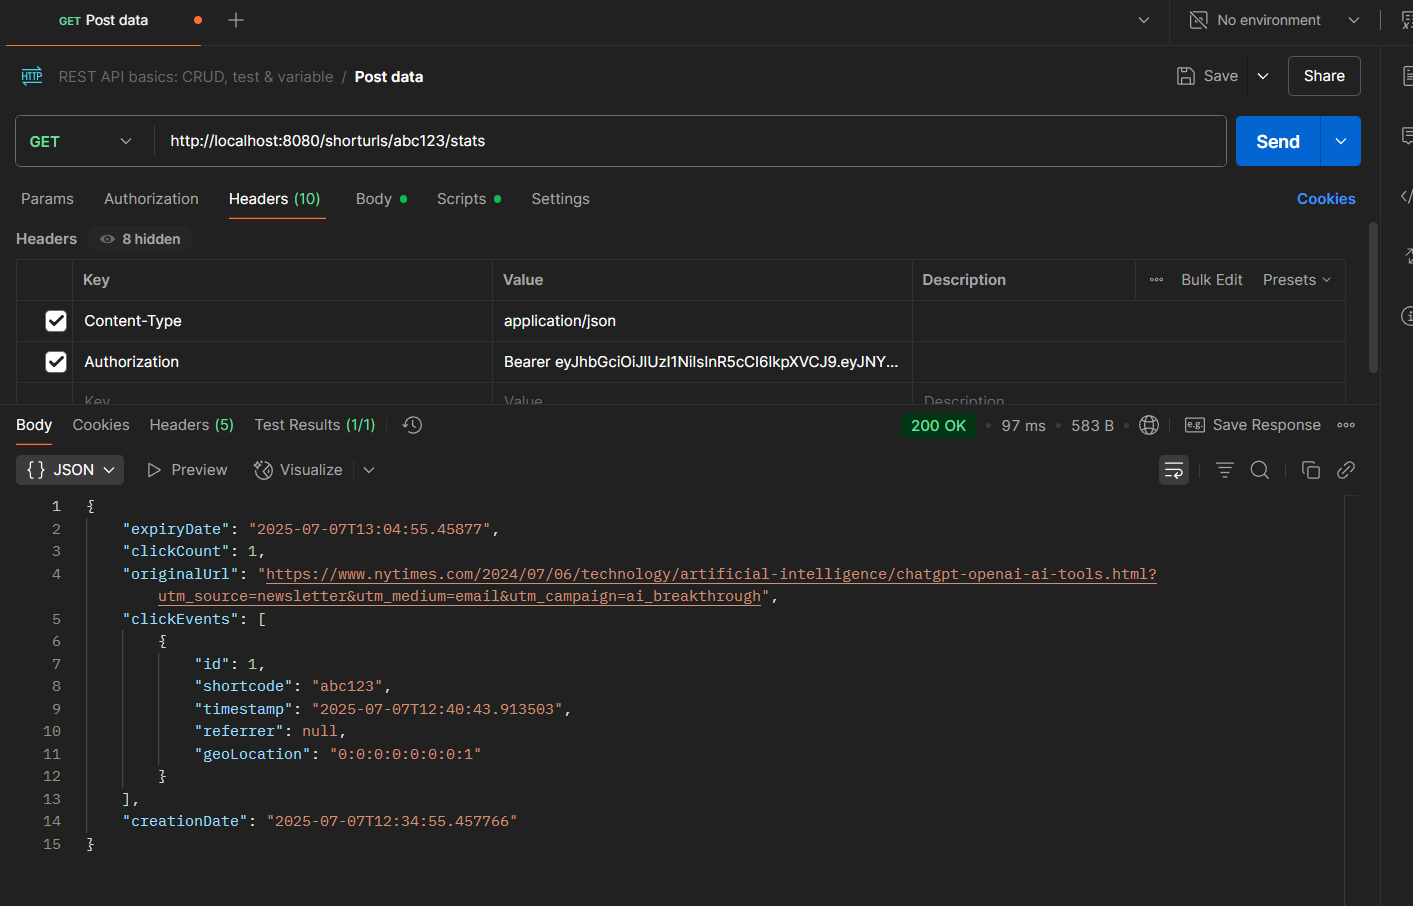 GET Post data
No environment
HTTP REST API basics: CRUD, test & variable / Post data
Save
Share
GET
http://localhost:8080/shorturls/abc123/stats
Send
Params Authorization Headers (10) Body Scripts Settings
Cookies
Headers 8 hidden
Key Value Description ••• Bulk Edit Presets
Content-Type application/json
Authorization Bearer eyJhbGciOiJIUzI1NiIsInR5cCI6IkpXVCJ9.eyJNY...
Key Value Description
Body Cookies Headers (5) Test Results (1/1)
200 OK • 97 ms • 583 B •
e.g. Save Response •••
{} JSON Preview Visualize
1 {
2 "expiryDate": "2025-07-07T13:04:55.45877",
3 "clickCount": 1,
4 "originalUrl": "https://www.nytimes.com/2024/07/06/technology/artificial-intelligence/chatgpt-openai-ai-tools.html?
utm_source=newsletter&utm_medium=email&utm_campaign=ai_breakthrough",
5 "clickEvents": [
6 {
7 "id": 1,
8 "shortcode": "abc123",
9 "timestamp": "2025-07-07T12:40:43.913503",
10 "referrer": null,
11 "geoLocation": "0:0:0:0:0:0:0:1"
12 }
13 ],
14 "creationDate": "2025-07-07T12:34:55.457766"
15 }